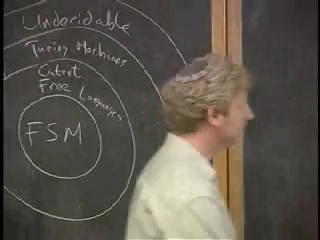 Undecidable
Turing Machines
Context
Free Languages
FSM